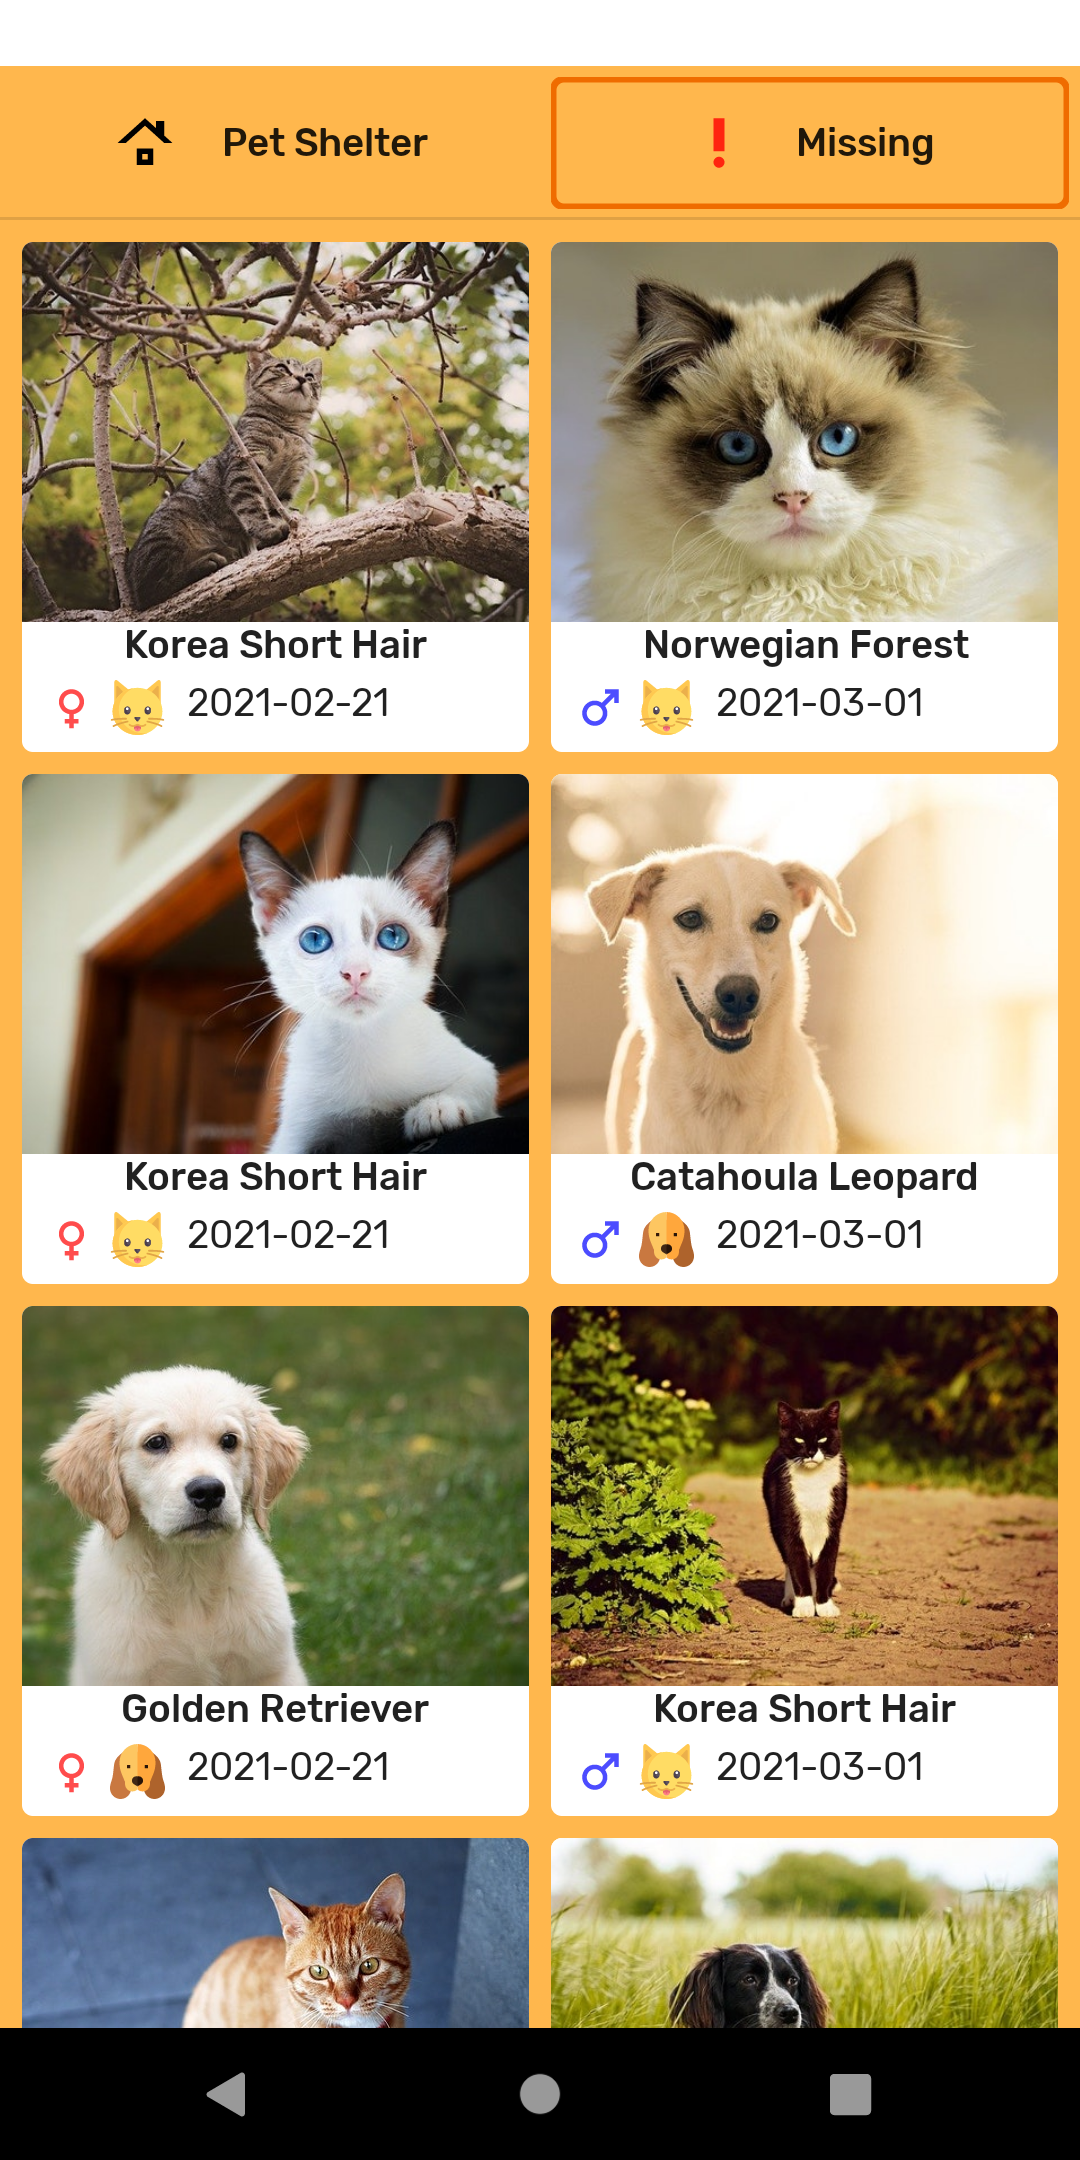 Pet Shelter
Missing
Korea Short Hair
2021-02-21
Norwegian Forest
2021-03-01
Korea Short Hair
2021-02-21
Catahoula Leopard
2021-03-01
Golden Retriever
2021-02-21
Korea Short Hair
2021-03-01